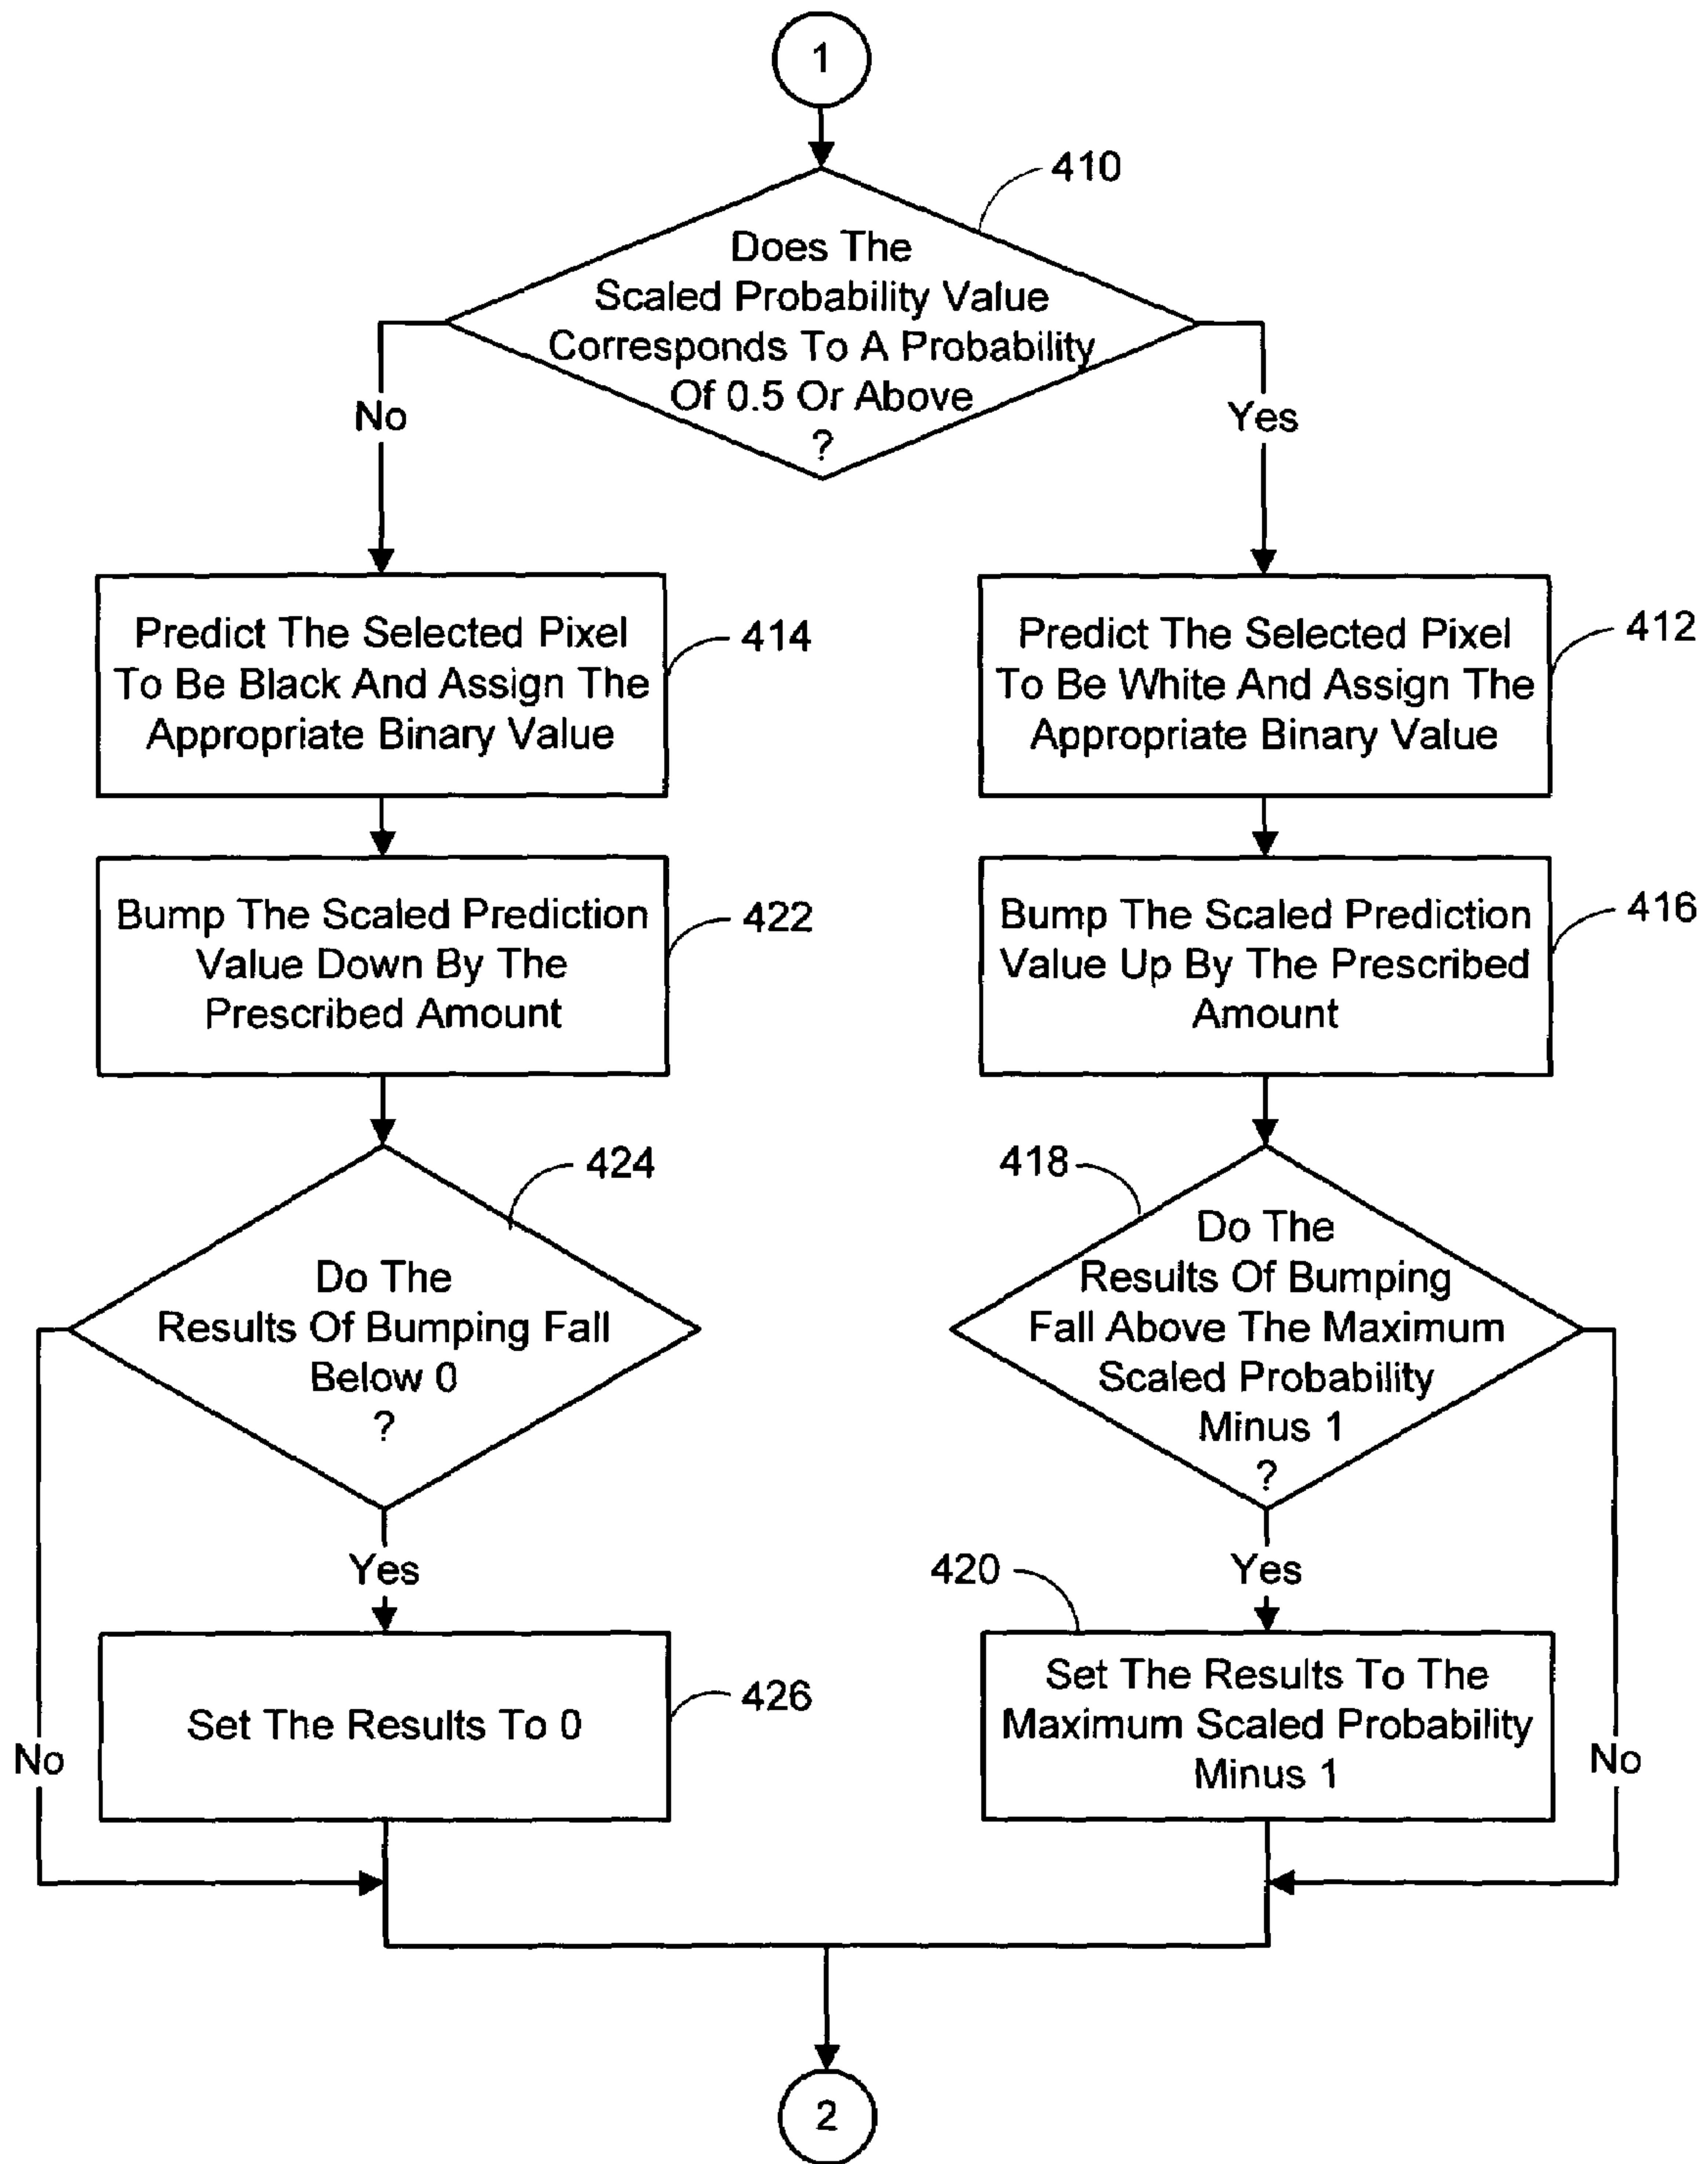 1
410
Does The
Scaled Probability Value
Corresponds To A Probability
Of 0.5 Or Above
?
No
Yes
Predict The Selected Pixel
To Be Black And Assign The
Appropriate Binary Value
414
Predict The Selected Pixel
To Be White And Assign The
Appropriate Binary Value
412
Bump The Scaled Prediction
Value Down By The
Prescribed Amount
422
Bump The Scaled Prediction
Value Up By The Prescribed
Amount
416
424
Do The
Results Of Bumping Fall
Below 0
?
418
Do The
Results Of Bumping
Fall Above The Maximum
Scaled Probability
Minus 1
?
Yes
420
Yes
Set The Results To 0
426
Set The Results To The
Maximum Scaled Probability
Minus 1
No
No
2